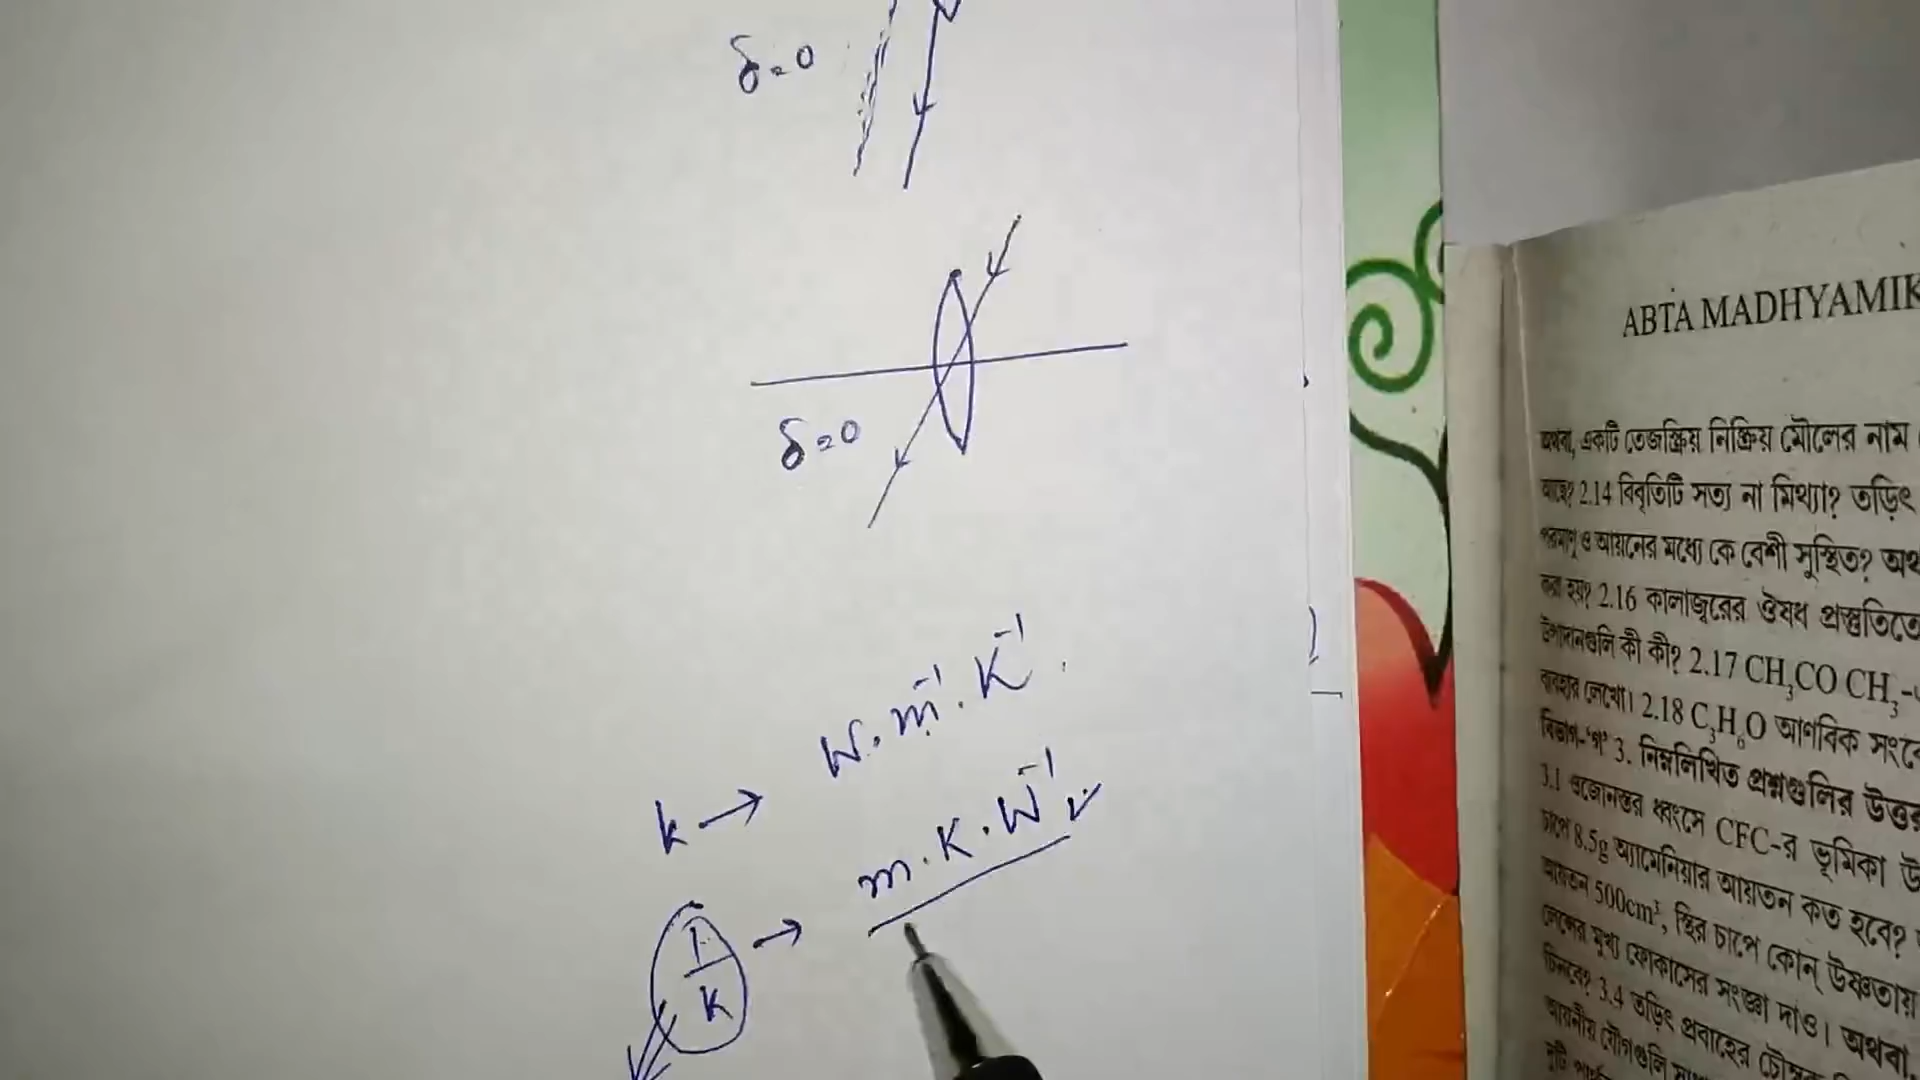 δ=0
δ=0
k → W.m⁻¹.K⁻¹.
1/k → m.K.W⁻¹
ABTA MADHYAMIK
অথবা, একটি তেজস্ক্রিয় নিষ্ক্রিয় মৌলের নাম
আছে? 2.14 বিবৃতিটি সত্য না মিথ্যা? তড়িৎ
পরমাণু ও আয়নের মধ্যে কে বেশী সুস্থিত?
করা হয়? 2.16 কালাজ্বরের ঔষধ প্রস্তুতিতে
উপাদানগুলি কী কী? 2.17 CH₃CO CH₃-
ব্যবহার লেখো। 2.18 C₃H₆O আণবিক
বিভাগ-'গ' 3. নিম্নলিখিত প্রশ্নগুলির উত্তর
3.1 ওজোনস্তর ধ্বংসে CFC-র ভূমিকা
চাপে 8.5g অ্যামোনিয়ার আয়তন কত হবে?
আয়তন 500cm³, স্থির চাপে কোন্ উষ্ণতায়
লেন্সের মুখ্য ফোকাসের সংজ্ঞা দাও। অথবা,
চিনবে? 3.4 তড়িৎ প্রবাহের চৌম্বক
আয়নীয় যৌগগুলি
দুটি